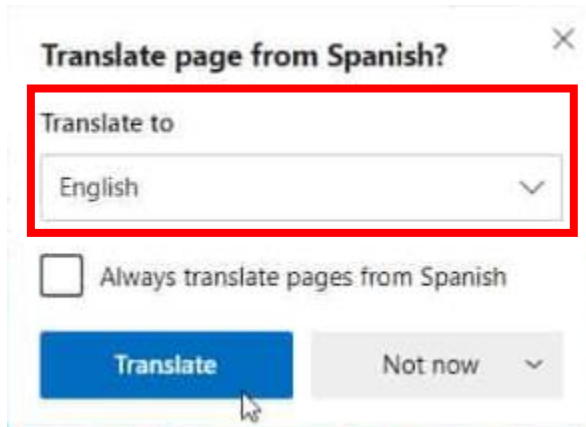 Translate page from Spanish?
Translate to
English
Always translate pages from Spanish
Translate
Not now